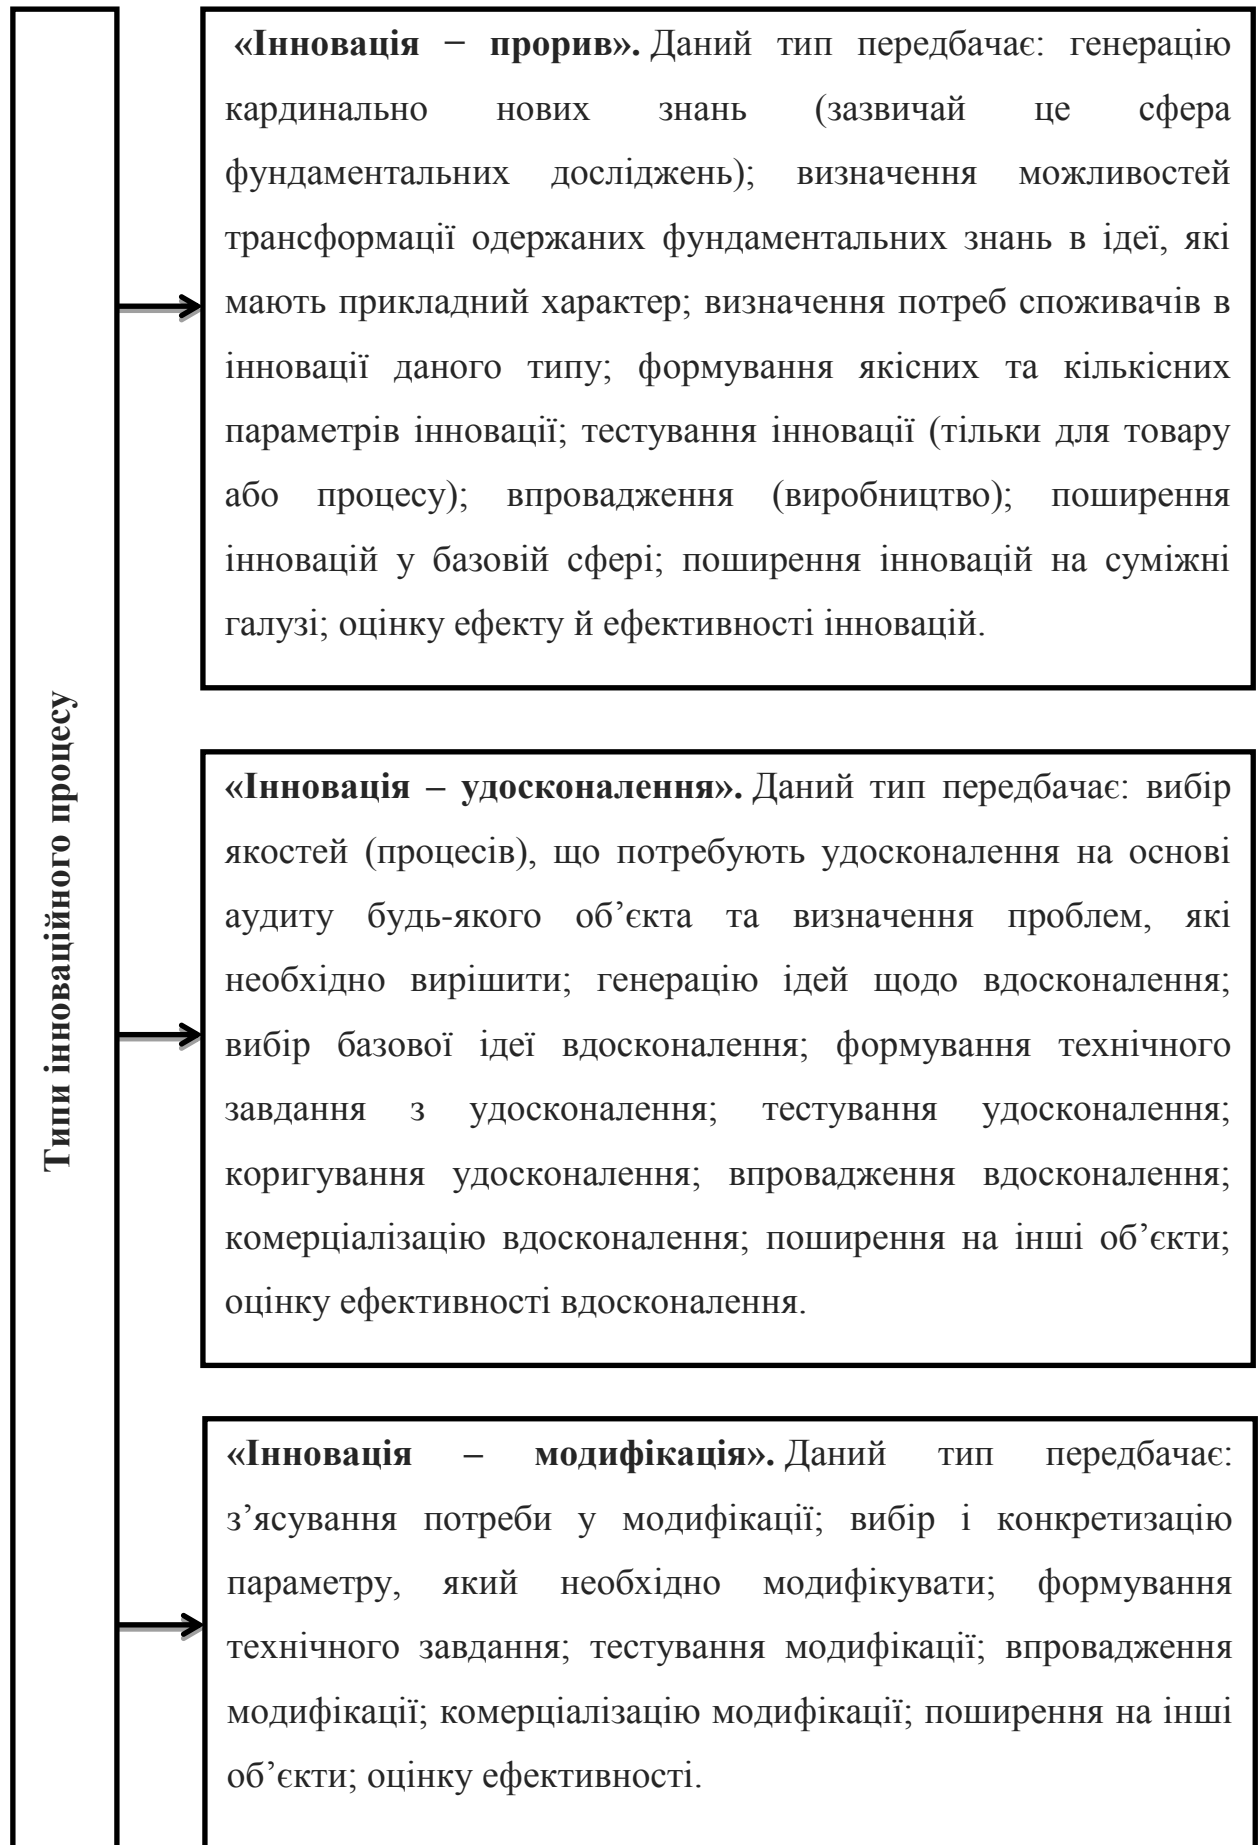 Типи інноваційного процесу
«Інновація – прорив». Даний тип передбачає: генерацію
кардинально нових знань (зазвичай це сфера
фундаментальних досліджень); визначення можливостей
трансформації одержаних фундаментальних знань в ідеї, які
мають прикладний характер; визначення потреб споживачів в
інновації даного типу; формування якісних та кількісних
параметрів інновації; тестування інновації (тільки для товару
або процесу); впровадження (виробництво); поширення
інновацій у базовій сфері; поширення інновацій на суміжні
галузі; оцінку ефекту й ефективності інновацій.
«Інновація – удосконалення». Даний тип передбачає: вибір
якостей (процесів), що потребують удосконалення на основі
аудиту будь-якого об’єкта та визначення проблем, які
необхідно вирішити; генерацію ідей щодо вдосконалення;
вибір базової ідеї вдосконалення; формування технічного
завдання з удосконалення; тестування удосконалення;
коригування удосконалення; впровадження вдосконалення;
комерціалізацію вдосконалення; поширення на інші об’єкти;
оцінку ефективності вдосконалення.
«Інновація – модифікація». Даний тип передбачає:
з’ясування потреби у модифікації; вибір і конкретизацію
параметру, який необхідно модифікувати; формування
технічного завдання; тестування модифікації; впровадження
модифікації; комерціалізацію модифікації; поширення на інші
об’єкти; оцінку ефективності.